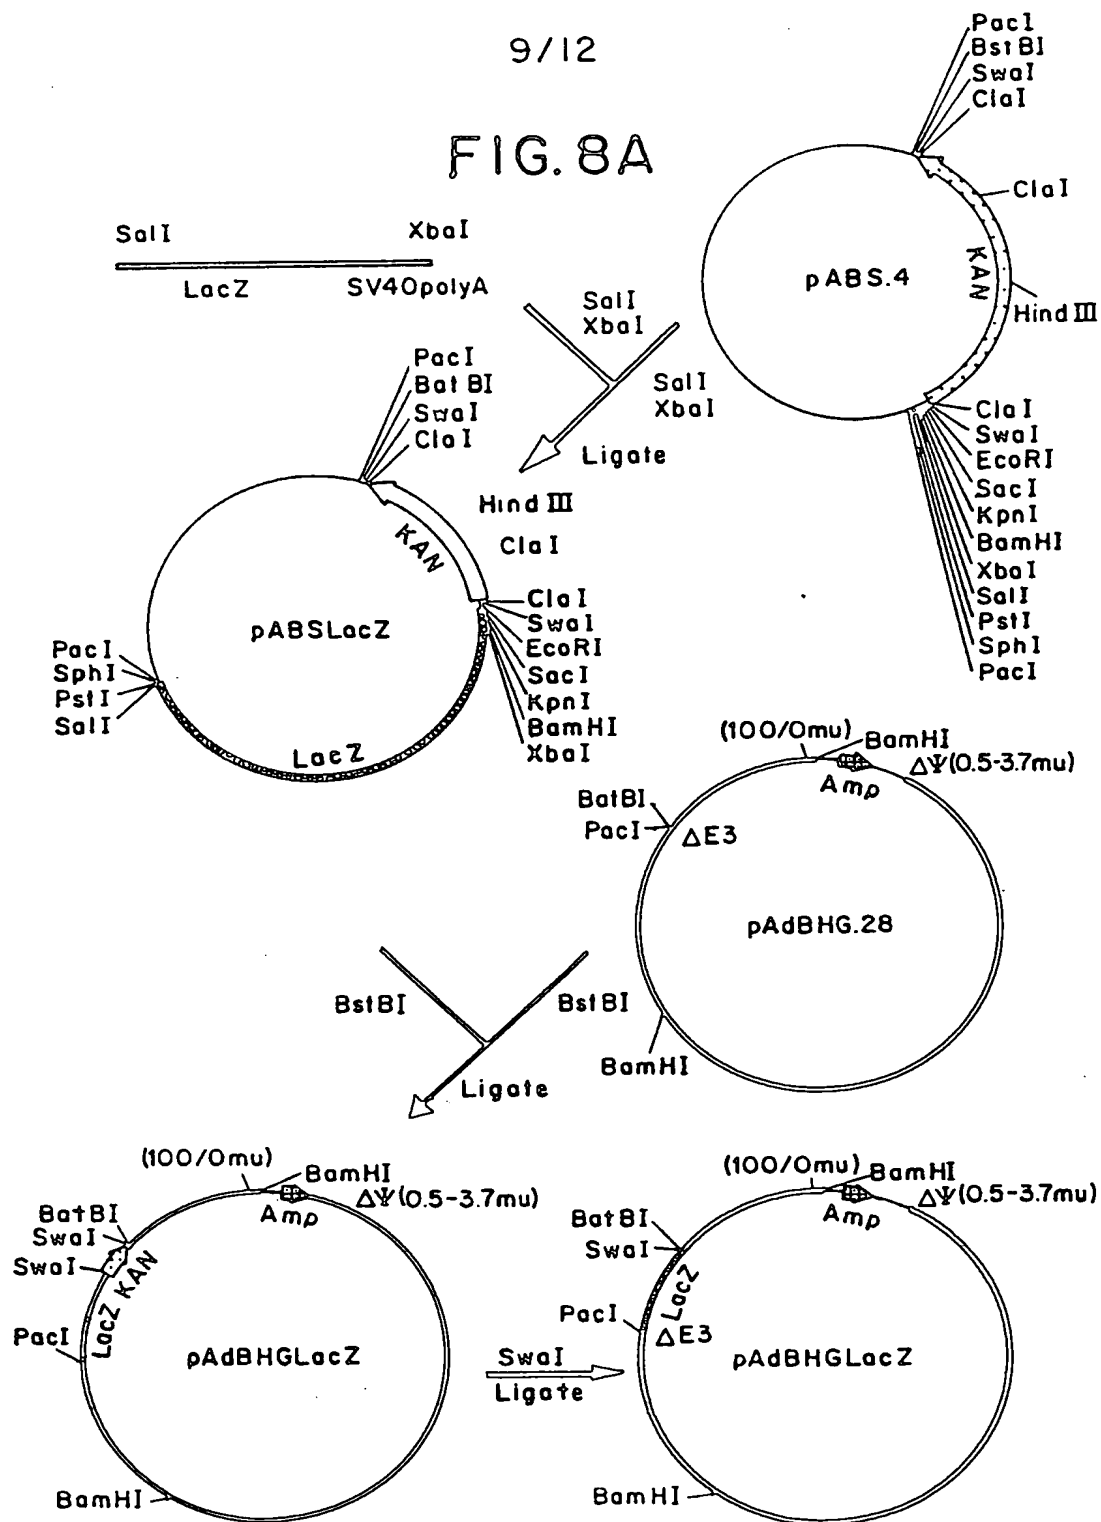 9/12
FIG. 8A
SalI
XbaI
LacZ
SV40polyA
PacI
BstBI
SwaI
ClaI
ClaI
KAN
pABS.4
HindIII
ClaI
SwaI
EcoRI
SacI
KpnI
BamHI
XbaI
SalI
PstI
SphI
PacI
SalI
XbaI
SalI
XbaI
Ligate
PacI
BatBI
SwaI
ClaI
HindIII
ClaI
KAN
pABSLacZ
ClaI
SwaI
EcoRI
SacI
KpnI
BamHI
XbaI
PacI
SphI
PstI
SalI
LacZ
(100/0mu)
BamHI
ΔΨ(0.5-3.7mu)
Amp
BatBI
PacI
ΔE3
pAdBHG.28
BamHI
BstBI
BstBI
Ligate
(100/0mu)
BamHI
ΔΨ(0.5-3.7mu)
Amp
BatBI
SwaI
SwaI
LacZ KAN
PacI
pAdBHGLacZ
BamHI
SwaI
Ligate
(100/0mu)
BamHI
ΔΨ(0.5-3.7mu)
Amp
BatBI
SwaI
LacZ
PacI
ΔE3
pAdBHGLacZ
BamHI